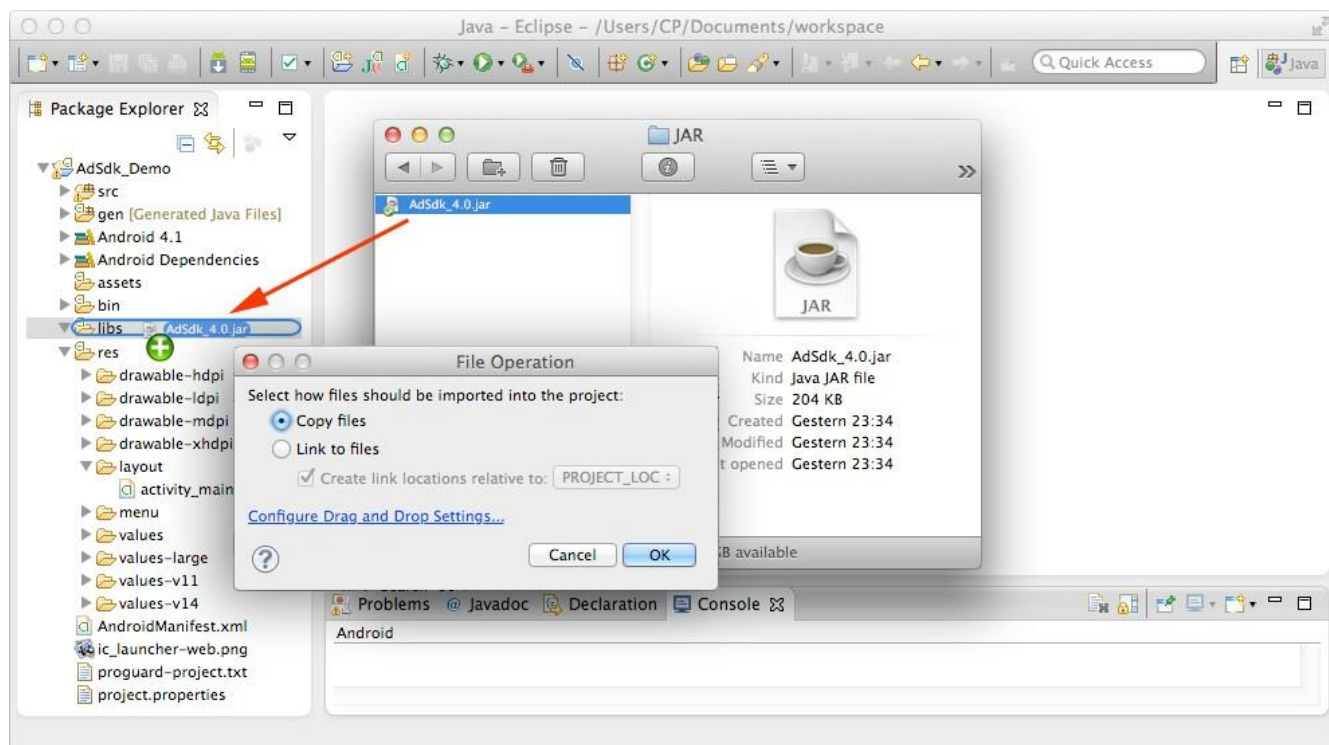 Java – Eclipse – /Users/CP/Documents/workspace
Quick Access
Java
Package Explorer
AdSdk_Demo
src
gen [Generated Java Files]
Android 4.1
Android Dependencies
assets
bin
libs
AdSdk_4.0.jar
res
drawable-hdpi
drawable-ldpi
drawable-mdpi
drawable-xhdpi
layout
activity_main
menu
values
values-large
values-v11
values-v14
AndroidManifest.xml
ic_launcher-web.png
proguard-project.txt
project.properties
JAR
AdSdk_4.0.jar
JAR
Name AdSdk_4.0.jar
Kind Java JAR file
Size 204 KB
Created Gestern 23:34
Modified Gestern 23:34
t opened Gestern 23:34
GB available
File Operation
Select how files should be imported into the project:
Copy files
Link to files
Create link locations relative to: PROJECT_LOC
Configure Drag and Drop Settings...
?
Cancel OK
Problems @ Javadoc Declaration Console
Android